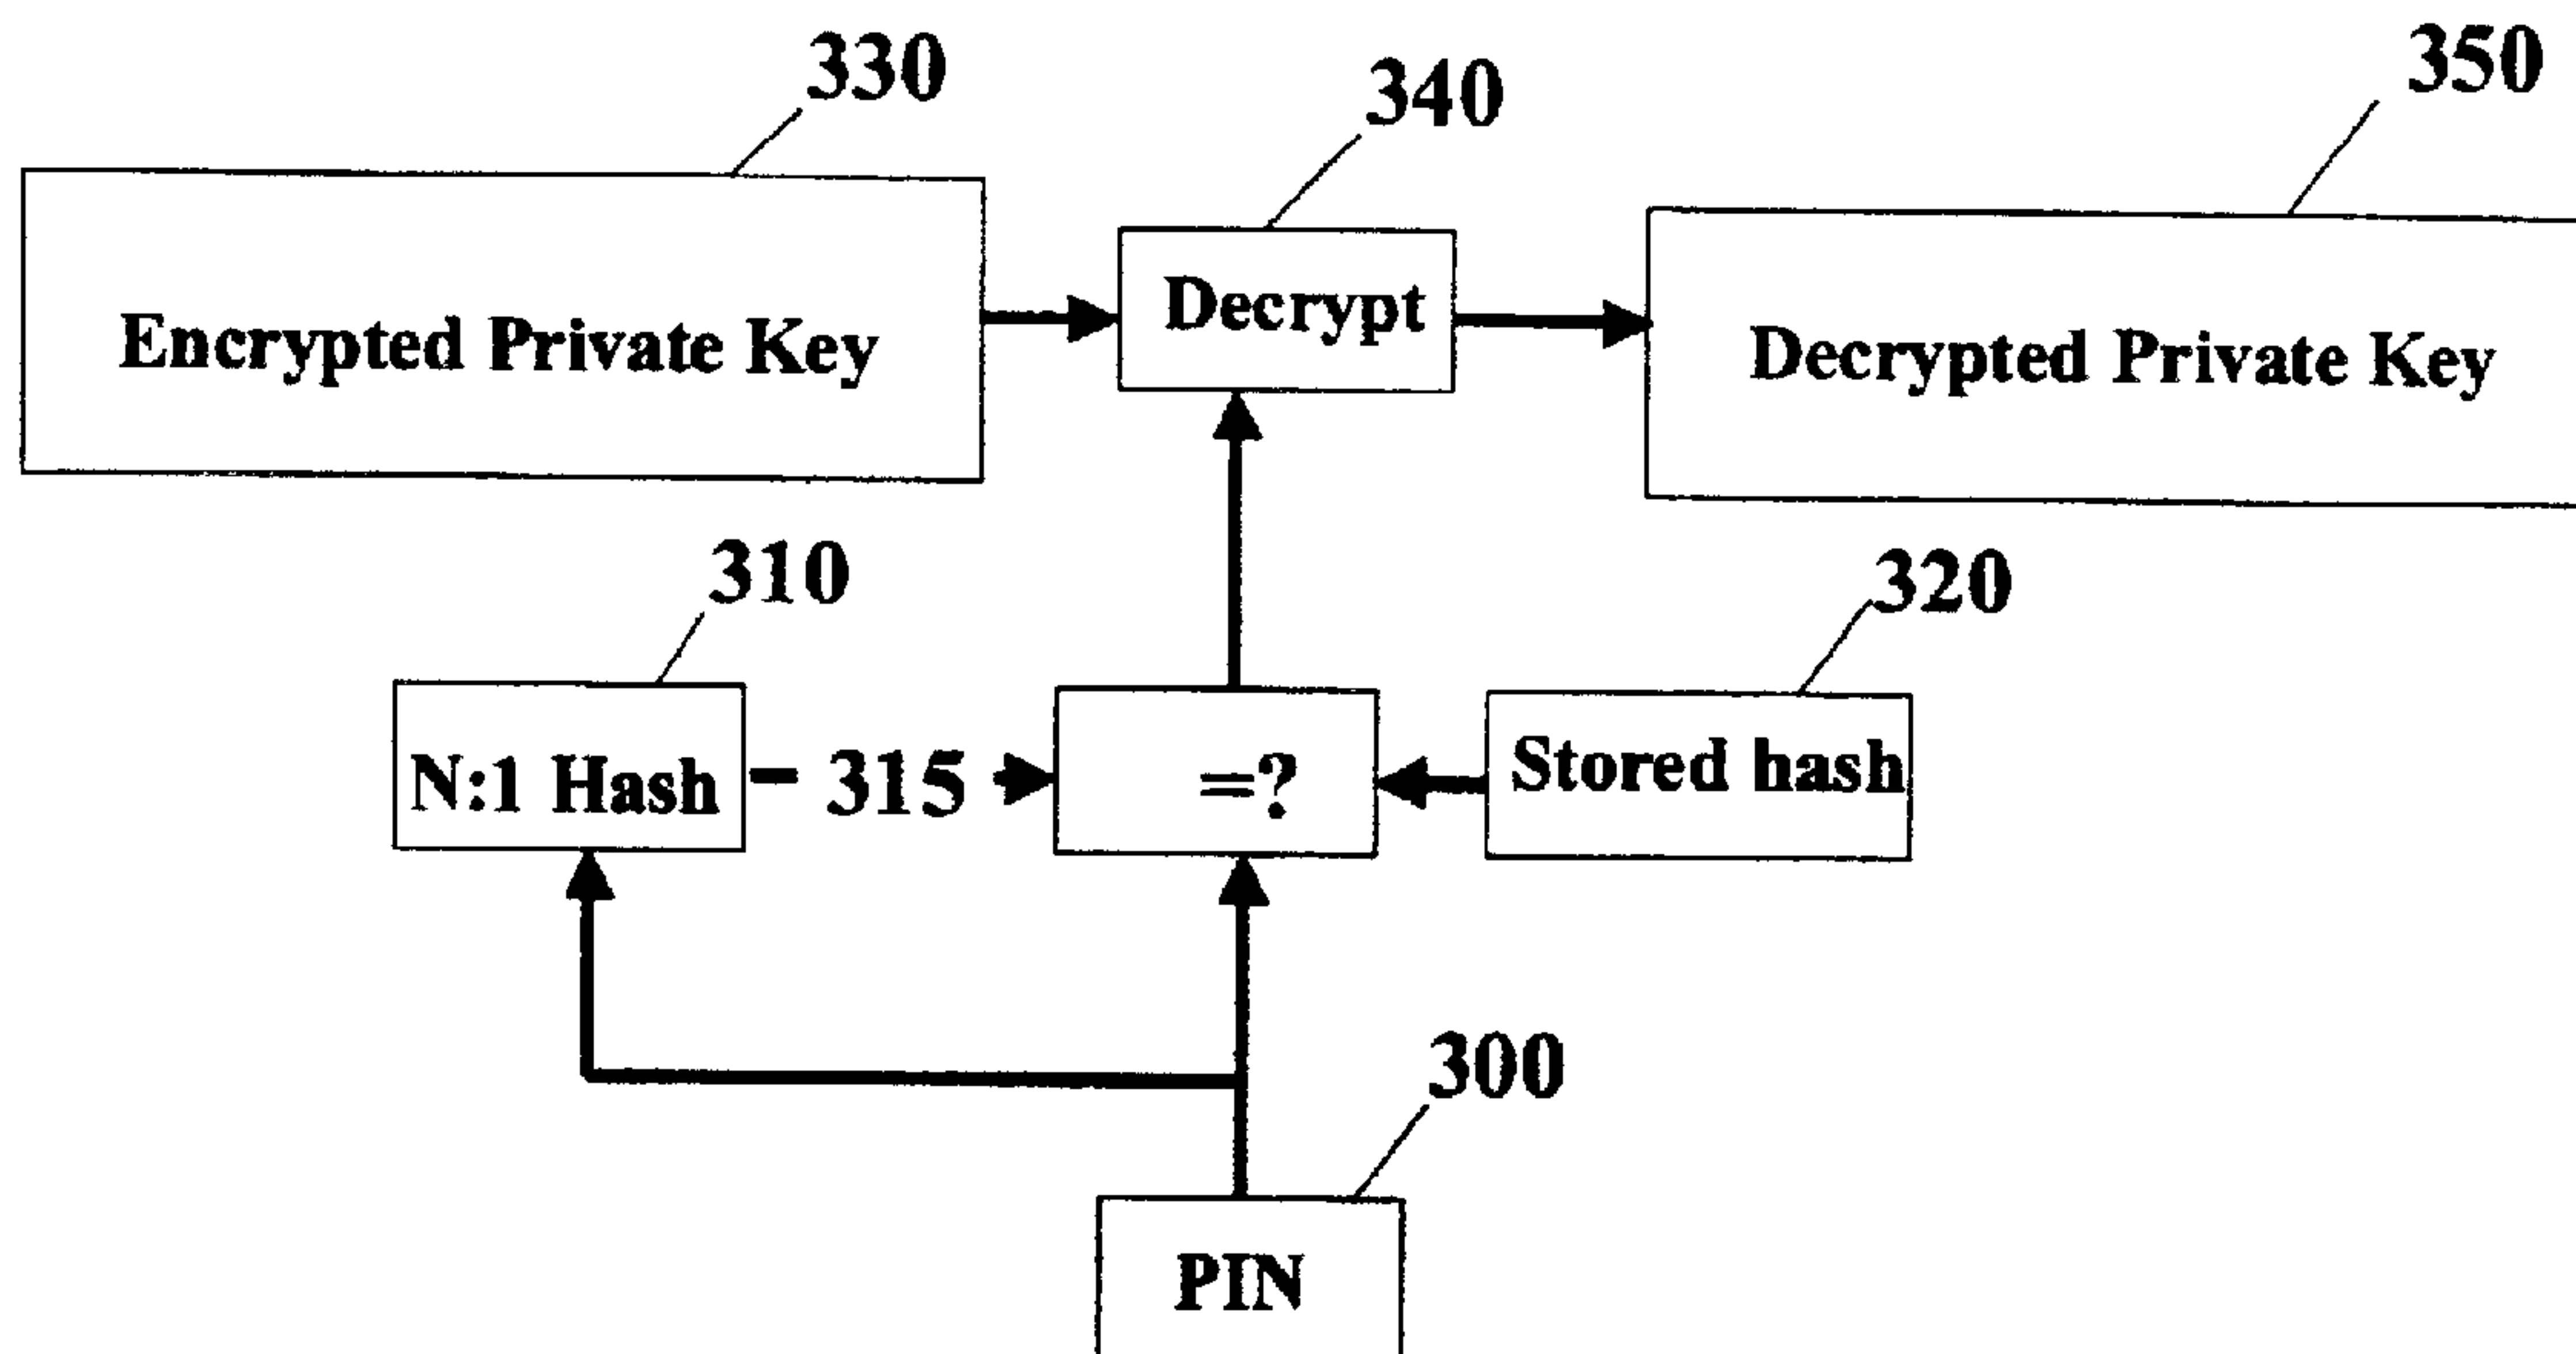 330
340
350
Encrypted Private Key
Decrypt
Decrypted Private Key
310
320
N:1 Hash
315
=?
Stored hash
300
PIN